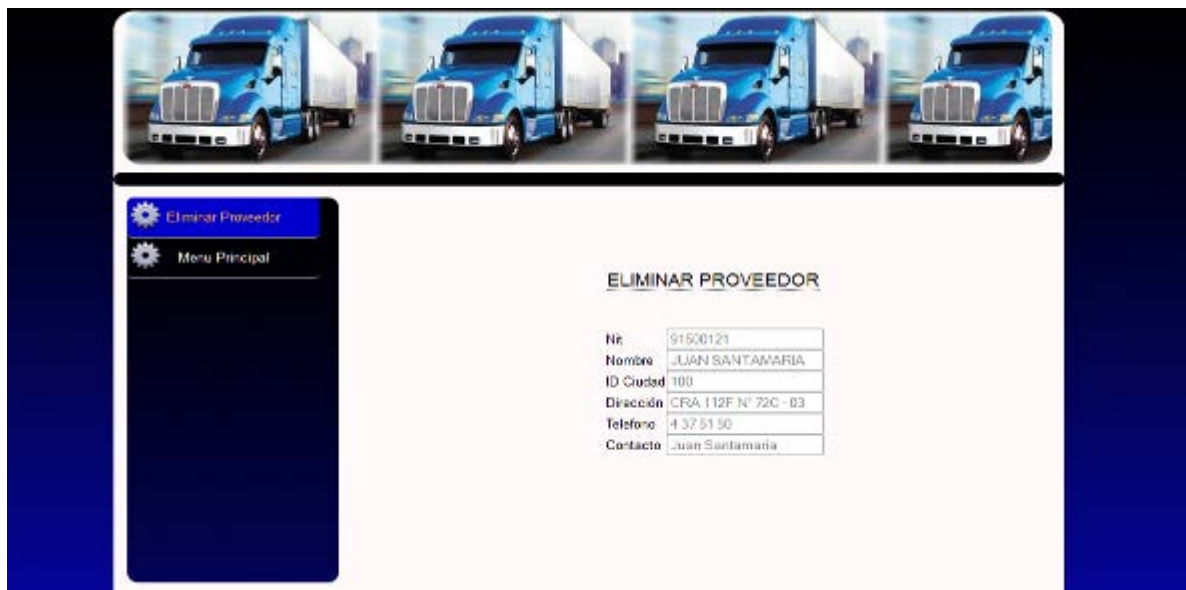 Eliminar Proveedor
Menu Principal
ELIMINAR PROVEEDOR
Nit 91500121
Nombre JUAN SANTAMARIA
ID Ciudad 100
Dirección CRA 112F N° 72C - 03
Telefono 4 37 51 50
Contacto Juan Santamaria